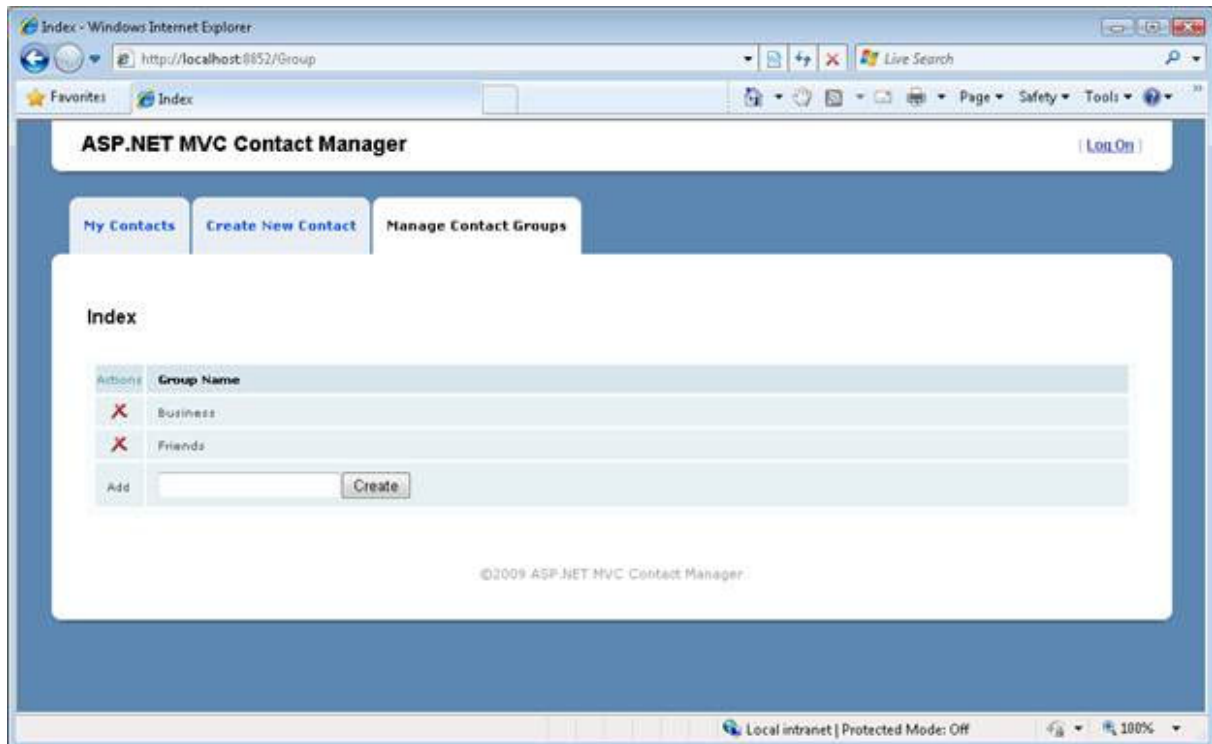 Index - Windows Internet Explorer
http://localhost:8852/Group
Live Search
Favorites Index Page Safety Tools
ASP.NET MVC Contact Manager [ Log On ]
My Contacts Create New Contact Manage Contact Groups
Index
Actions Group Name
Business
Friends
Add Create
©2009 ASP.NET MVC Contact Manager
Local intranet | Protected Mode: Off 100%